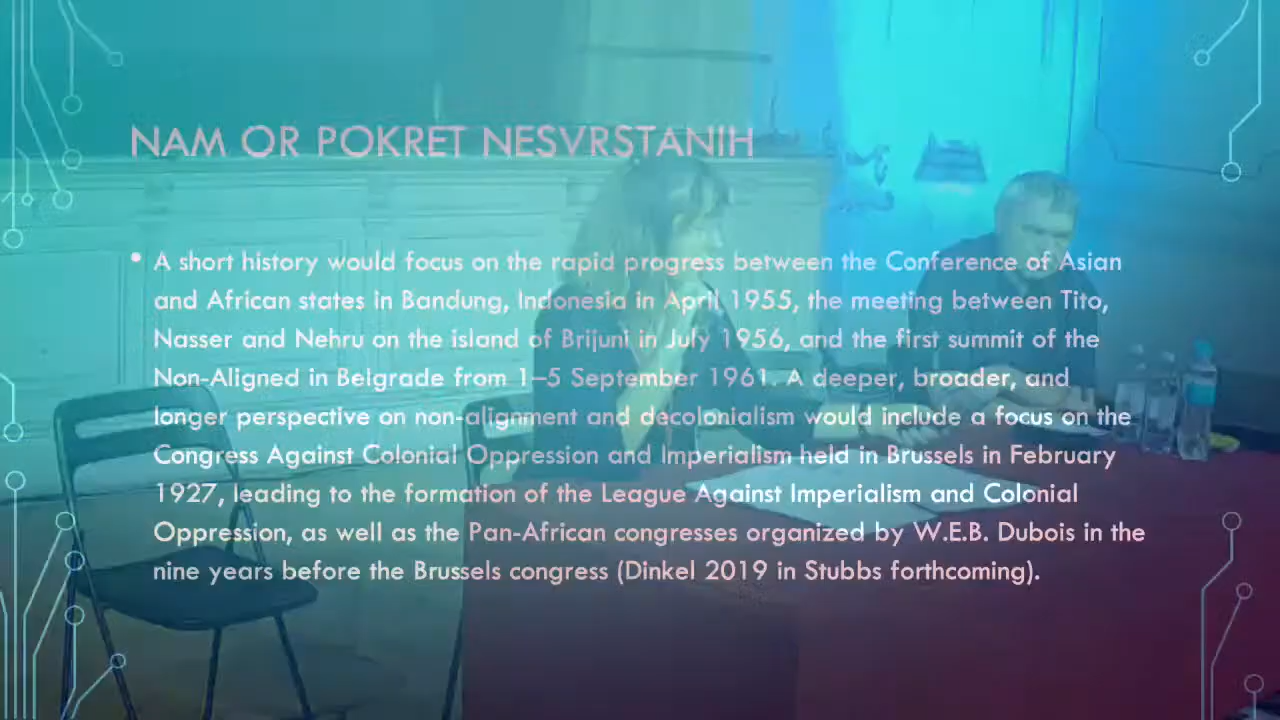 NAM OR POKRET NESVRSTANIH
• A short history would focus on the rapid progress between the Conference of Asian
and African states in Bandung, Indonesia in April 1955, the meeting between Tito,
Nasser and Nehru on the island of Brijuni in July 1956, and the first summit of the
Non-Aligned in Belgrade from 1–5 September 1961. A deeper, broader, and
longer perspective on non-alignment and decolonialism would include a focus on the
Congress Against Colonial Oppression and Imperialism held in Brussels in February
1927, leading to the formation of the League Against Imperialism and Colonial
Oppression, as well as the Pan-African congresses organized by W.E.B. Dubois in the
nine years before the Brussels congress (Dinkel 2019 in Stubbs forthcoming).